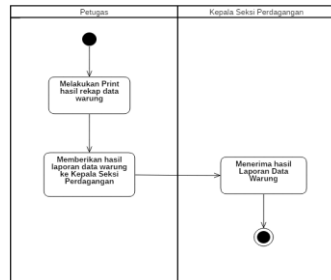 Petugas
Kepala Seksi Perdagangan
Melakukan Print
hasil rekap data
warung
Memberikan hasil
laporan data warung
ke Kepala Seksi
Perdagangan
Menerima hasil
Laporan Data
Warung